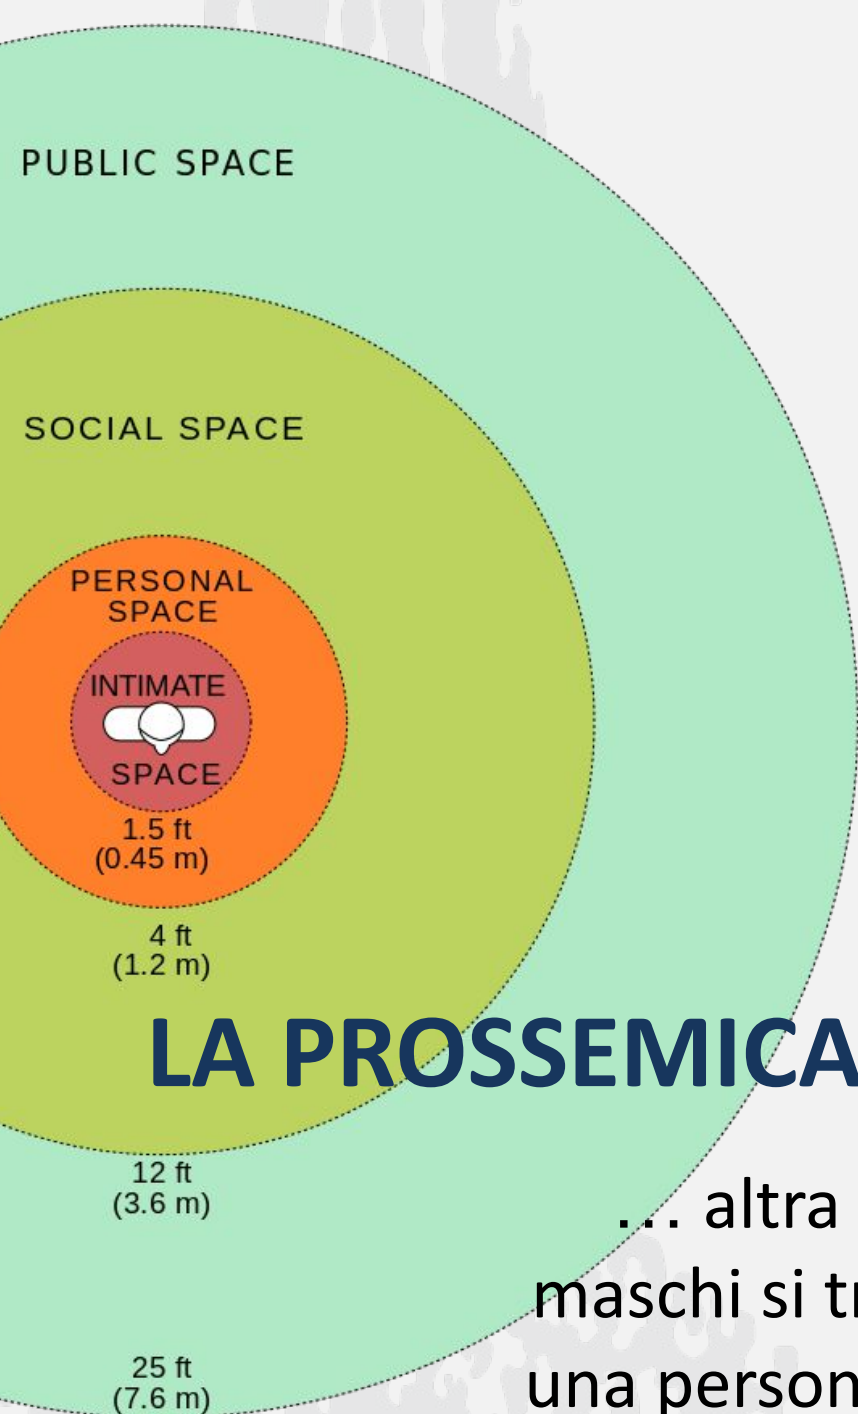 PUBLIC SPACE
SOCIAL SPACE
PERSONAL
SPACE
INTIMATE
SPACE
1.5 ft
(0.45 m)
4 ft
(1.2 m)
LA PROSSEMICA
12 ft
(3.6 m)
… altra
maschi si
25 ft
(7.6 m)
una